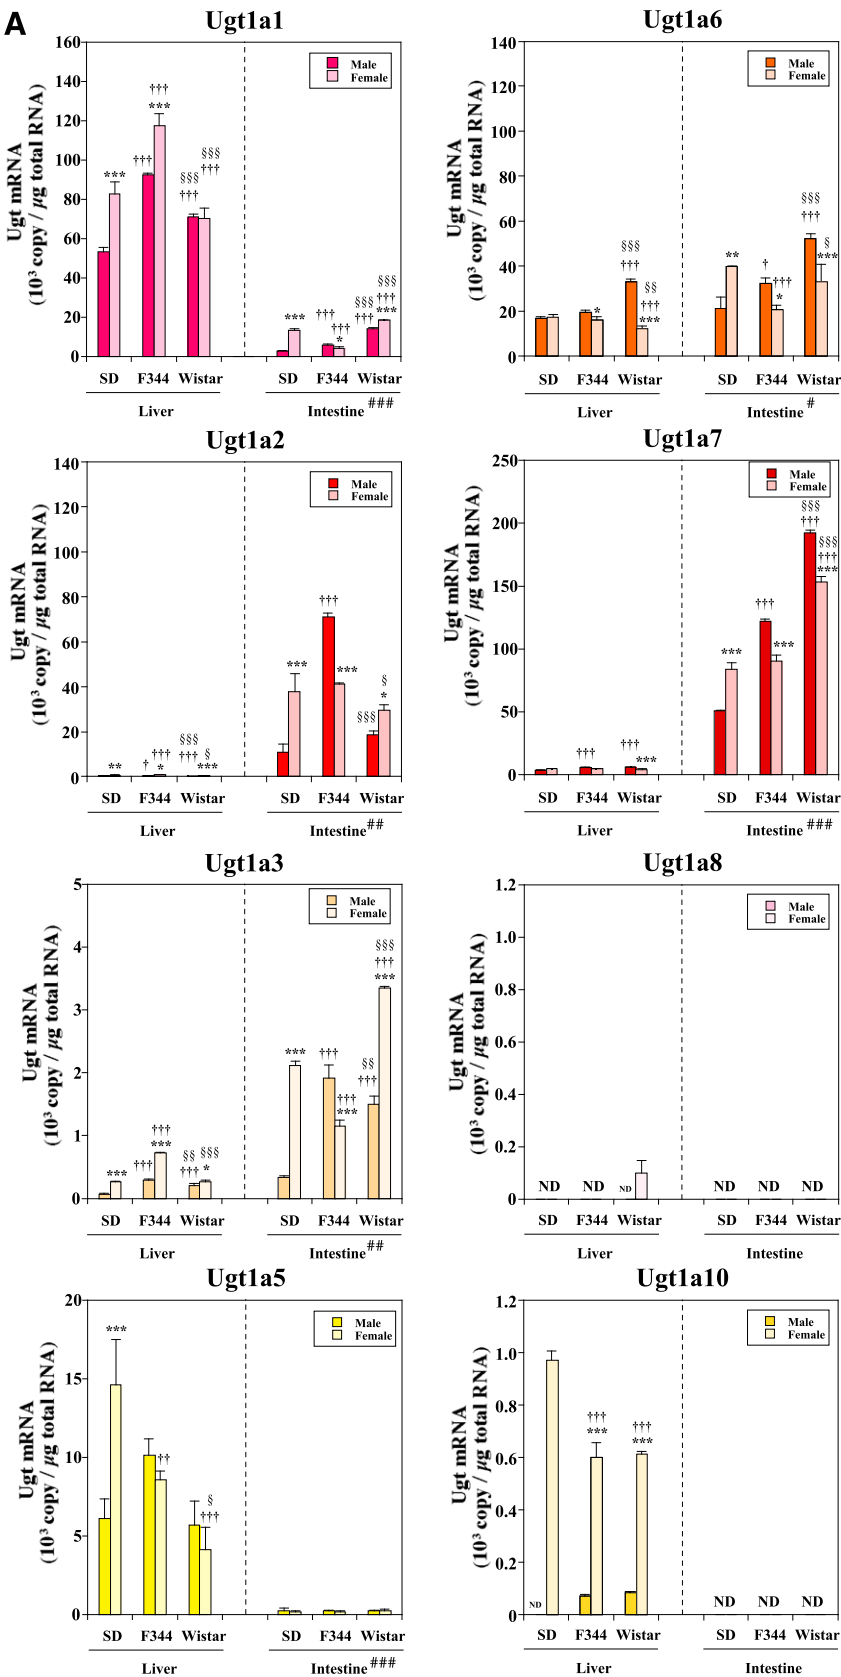 A
Ugt1a1
Ugt mRNA
(10³ copy / µg total RNA)
160
140
120
100
80
60
40
20
0
Male
Female
***
†††
†††
***
§§§
†††
§§§
†††
***
†††
†††
*
§§§
†††
§§§
†††
***
SD F344 Wistar SD F344 Wistar
Liver Intestine ###
Ugt1a6
Ugt mRNA
(10³ copy / µg total RNA)
140
120
100
80
60
40
20
0
Male
Female
*
§§§
†††
§§
†††
***
**
†
†††
*
§§§
†††
§
***
SD F344 Wistar SD F344 Wistar
Liver Intestine #
Ugt1a2
Ugt mRNA
(10³ copy / µg total RNA)
140
120
100
80
60
40
20
0
Male
Female
**
†
†††
*
§§§
†††
§
***
***
†††
***
§§§
§
*
SD F344 Wistar SD F344 Wistar
Liver Intestine ##
Ugt1a7
Ugt mRNA
(10³ copy / µg total RNA)
250
200
150
100
50
0
Male
Female
†††
†††
***
***
†††
***
§§§
†††
§§§
†††
***
SD F344 Wistar SD F344 Wistar
Liver Intestine ###
Ugt1a3
Ugt mRNA
(10³ copy / µg total RNA)
5
4
3
2
1
0
Male
Female
***
†††
†††
***
§§
†††
§§§
*
***
†††
†††
***
§§
†††
§§§
†††
***
SD F344 Wistar SD F344 Wistar
Liver Intestine ##
Ugt1a8
Ugt mRNA
(10³ copy / µg total RNA)
1.2
1.0
0.8
0.6
0.4
0.2
0
Male
Female
ND ND ND ND ND ND
SD F344 Wistar SD F344 Wistar
Liver Intestine
Ugt1a5
Ugt mRNA
(10³ copy / µg total RNA)
20
15
10
5
0
Male
Female
***
††
§
†††
SD F344 Wistar SD F344 Wistar
Liver Intestine ###
Ugt1a10
Ugt mRNA
(10³ copy / µg total RNA)
1.2
1.0
0.8
0.6
0.4
0.2
0
Male
Female
†††
***
†††
***
ND ND ND ND
SD F344 Wistar SD F344 Wistar
Liver Intestine